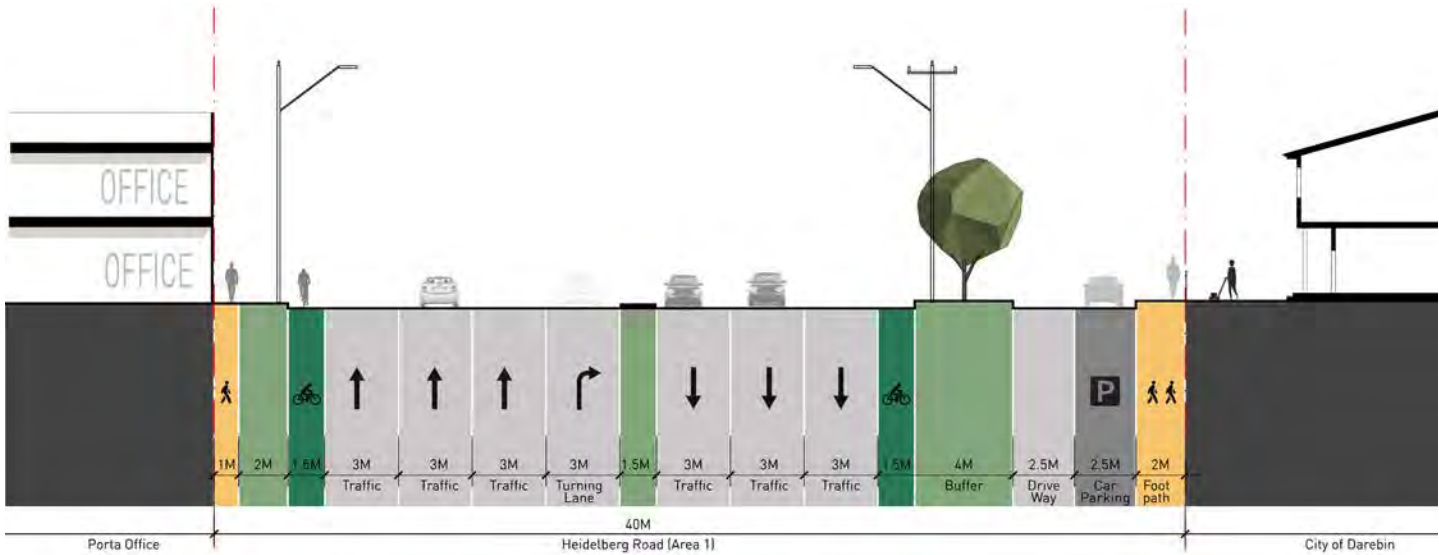 OFFICE
OFFICE
P
1M 2M 1.5M 3M 3M 3M 3M 1.5M 3M 3M 3M 1.5M 4M 2.5M 2.5M 2M
Traffic Traffic Traffic Turning Traffic Traffic Traffic Buffer Drive Car Foot
Lane Way Parking path
40M
Porta Office Heidelberg Road (Area 1) City of Darebin